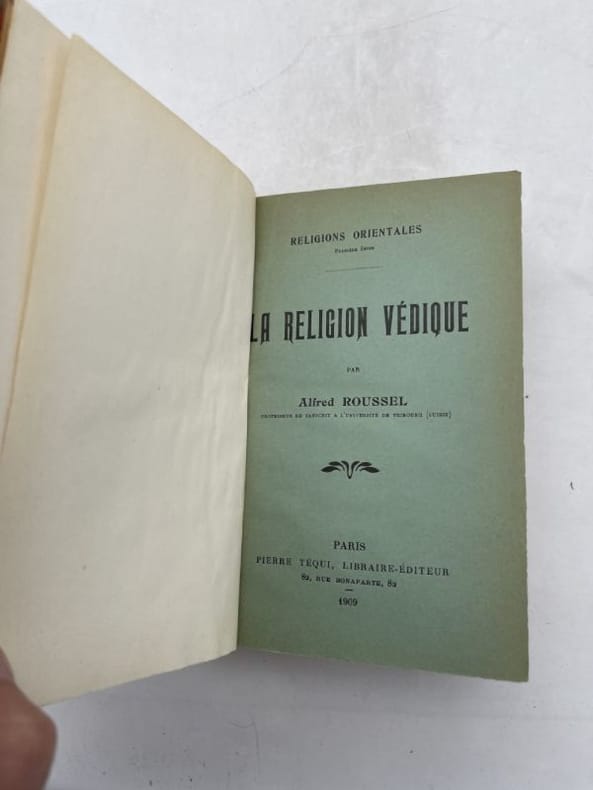 RELIGIONS ORIENTALES
Première Série
LA RELIGION VÉDIQUE
PAR
Alfred ROUSSEL
PROFESSEUR DE SANSCRIT A L'UNIVERSITÉ DE FRIBOURG (SUISSE)
PARIS
PIERRE TÉQUI, LIBRAIRE-ÉDITEUR
82, RUE BONAPARTE, 82
1909